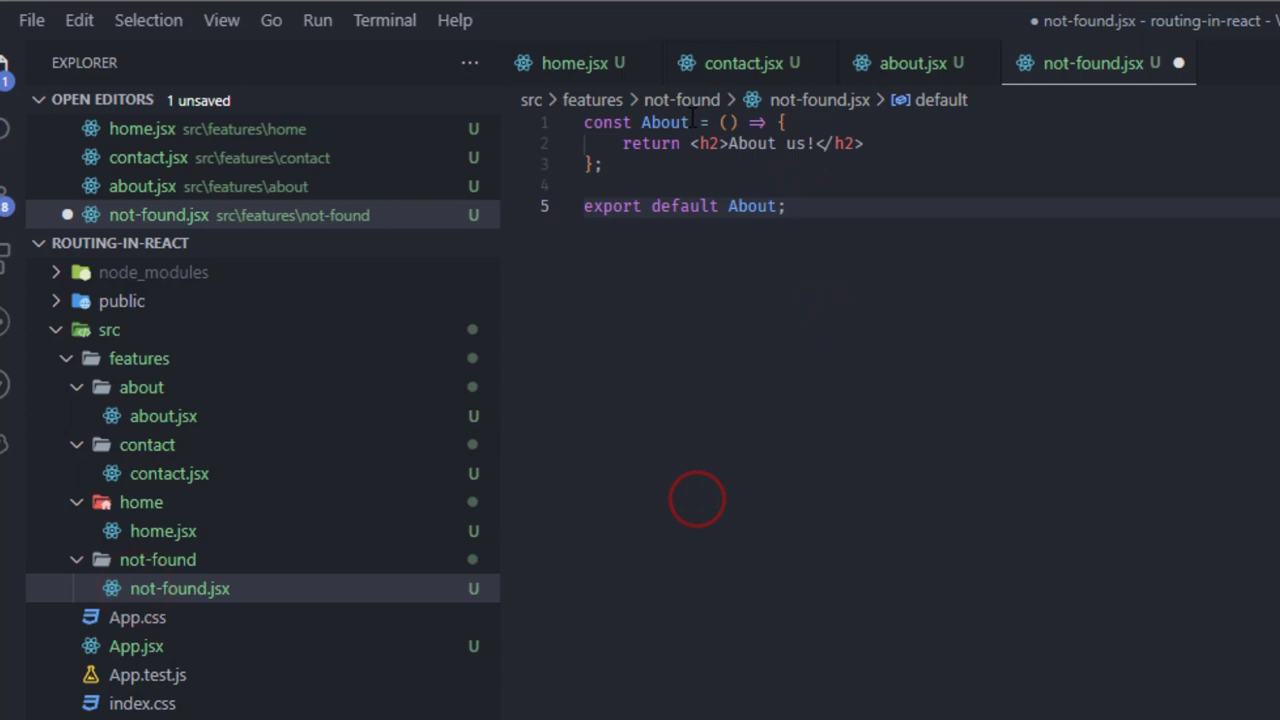 File Edit Selection View Go Run Terminal Help ● not-found.jsx - routing-in-react -
EXPLORER ···
home.jsx U contact.jsx U about.jsx U not-found.jsx U ●
1
OPEN EDITORS 1 unsaved
src > features > not-found > not-found.jsx > default
home.jsx src\features\home U
contact.jsx src\features\contact U
about.jsx src\features\about U
● not-found.jsx src\features\not-found U
8
1 const About = () => {
2 return <h2>About us!</h2>
3 };
4
5 export default About;
ROUTING-IN-REACT
node_modules
public
src
features
about
about.jsx U
contact
contact.jsx U
home
home.jsx U
not-found
not-found.jsx U
App.css
App.jsx U
App.test.js
index.css